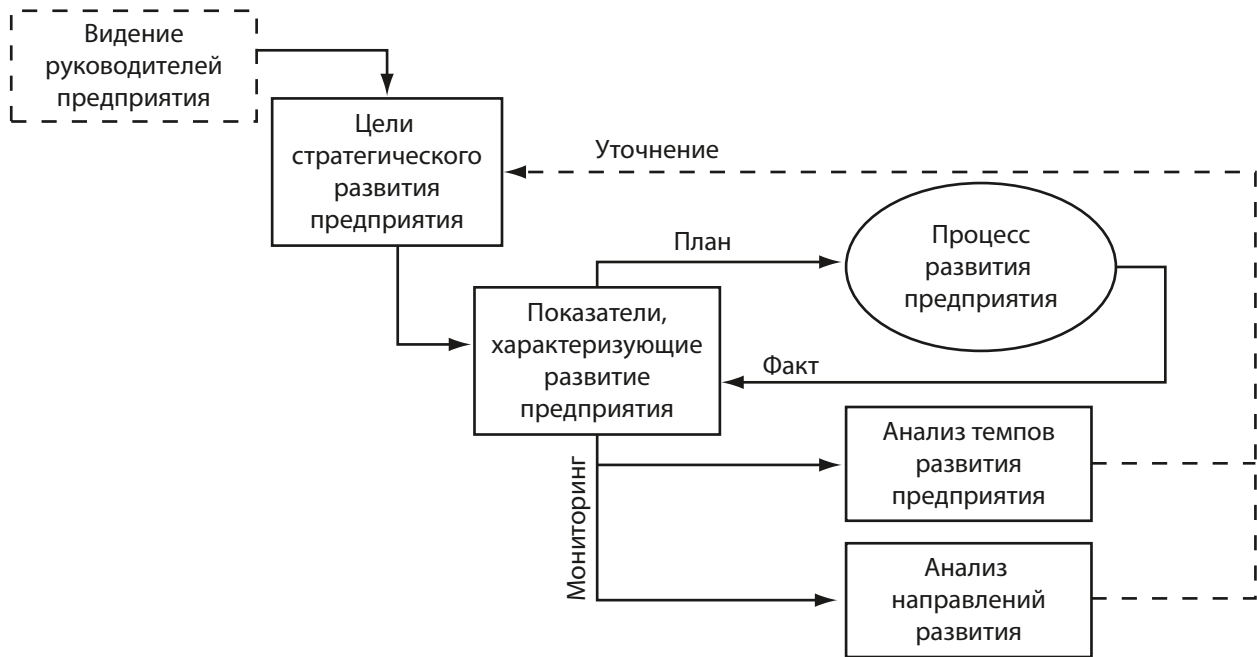 Видение
руководителей
предприятия
Цели
стратегического
развития
предприятия
Уточнение
План
Процесс
развития
предприятия
Показатели,
характеризующие
развитие
предприятия
Факт
Мониторинг
Анализ темпов
развития
предприятия
Анализ
направлений
развития